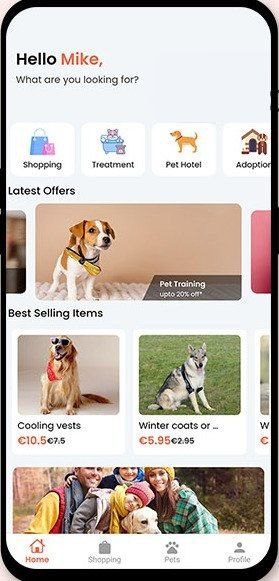 Hello Mike,
What are you looking for?
Shopping
Treatment
Pet Hotel
Adoption
Latest Offers
Pet Training
upto 20% off*
Best Selling Items
Cooling vests
€10.5 €7.5
Winter coats or ...
€5.95 €2.95
W
€
Home
Shopping
Pets
Profile